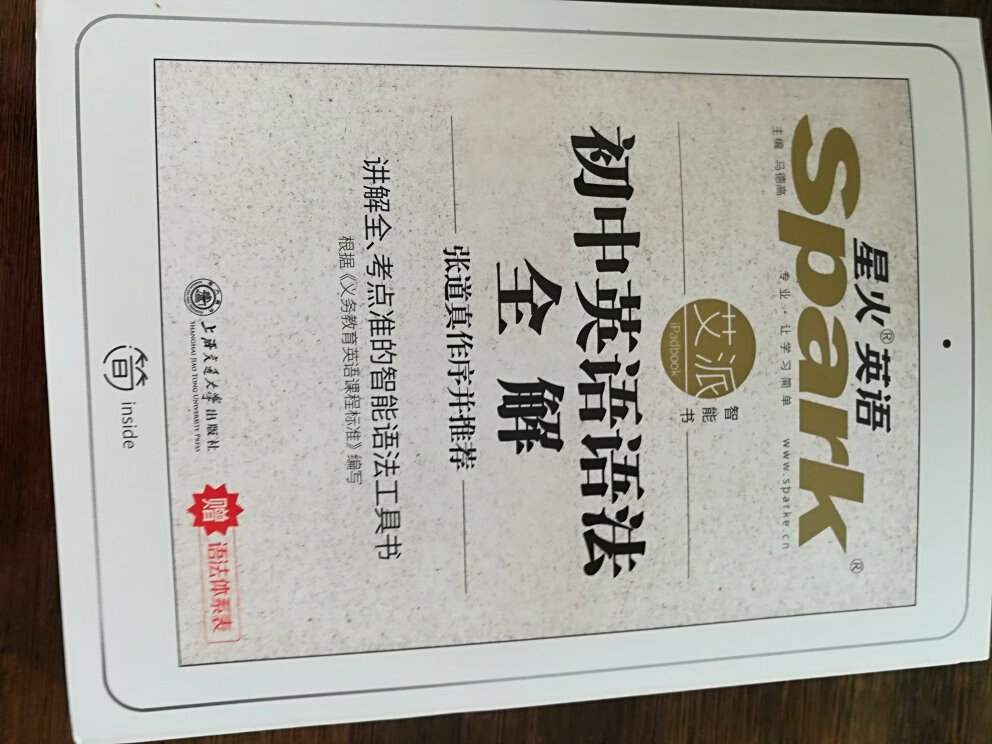 星火®英语
Spark®
主编 马德高
专业·让学习简单 www.sparke.cn
艾派
iPadbook
智能书
初中英语语法
全解
张道真作序并推荐
讲解全、考点准的智能语法工具书
根据《义务教育英语课程标准》编写
上海交通大学出版社
SHANGHAI JIAO TONG UNIVERSITY PRESS
赠
语法体系表
inside